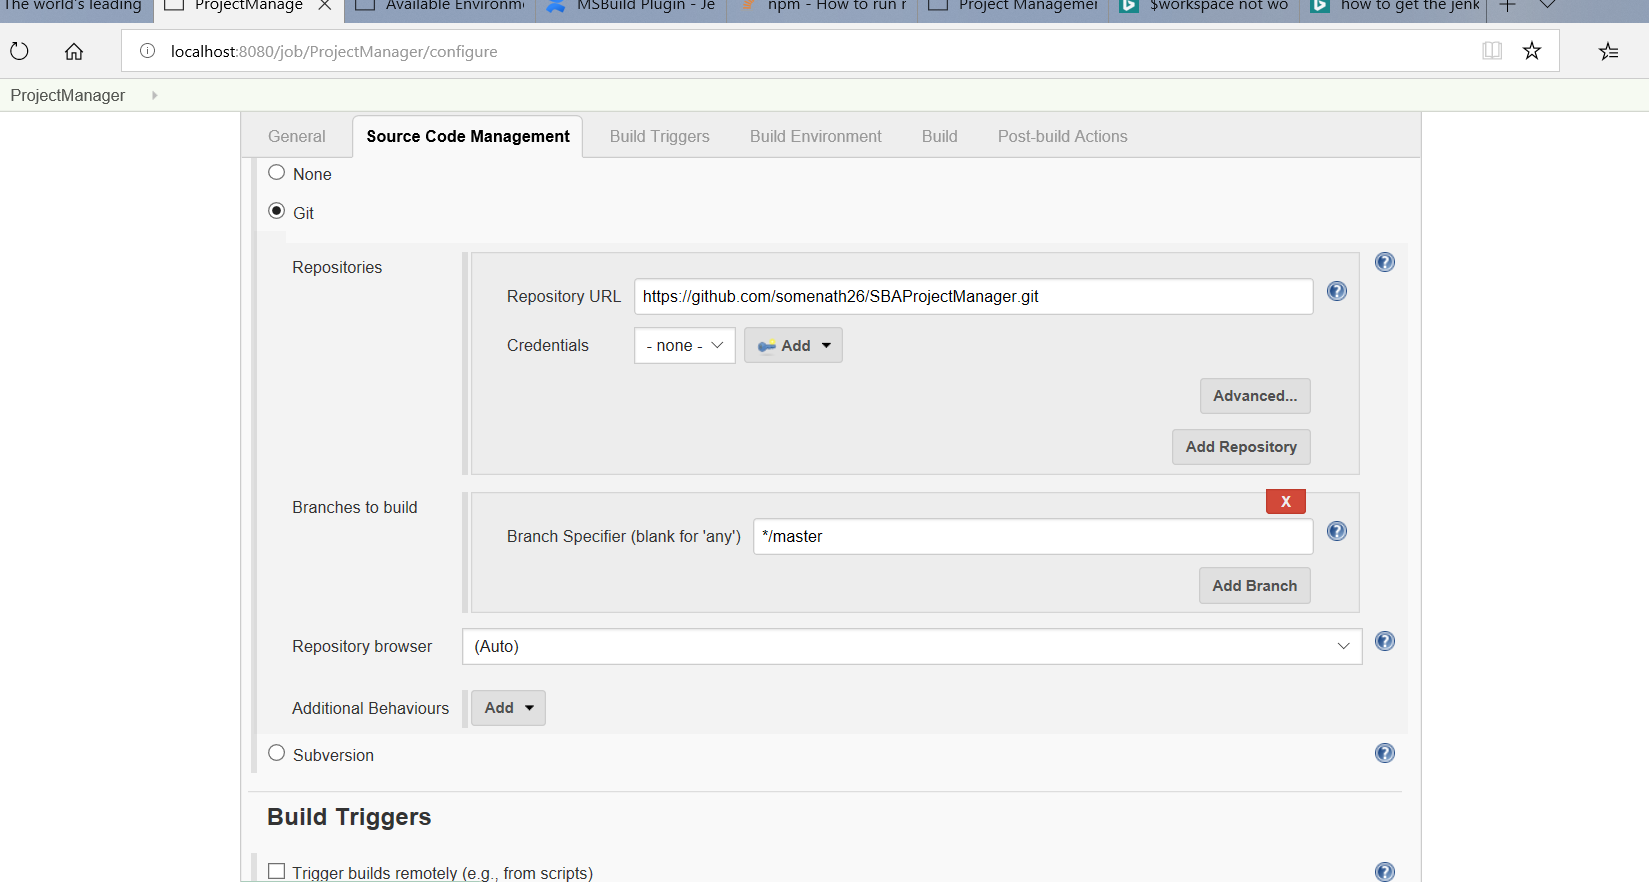 The world's leading
ProjectManage
Available Environm
MSBuild Plugin - Je
npm - How to run r
Project Managemer
$workspace not wo
how to get the jenk
localhost:8080/job/ProjectManager/configure
ProjectManager
General
Source Code Management
Build Triggers
Build Environment
Build
Post-build Actions
None
Git
Repositories
Repository URL
https://github.com/somenath26/SBAProjectManager.git
Credentials
- none -
Add
Advanced...
Add Repository
Branches to build
X
Branch Specifier (blank for 'any')
*/master
Add Branch
Repository browser
(Auto)
Additional Behaviours
Add
Subversion
Build Triggers
Trigger builds remotely (e.g., from scripts)